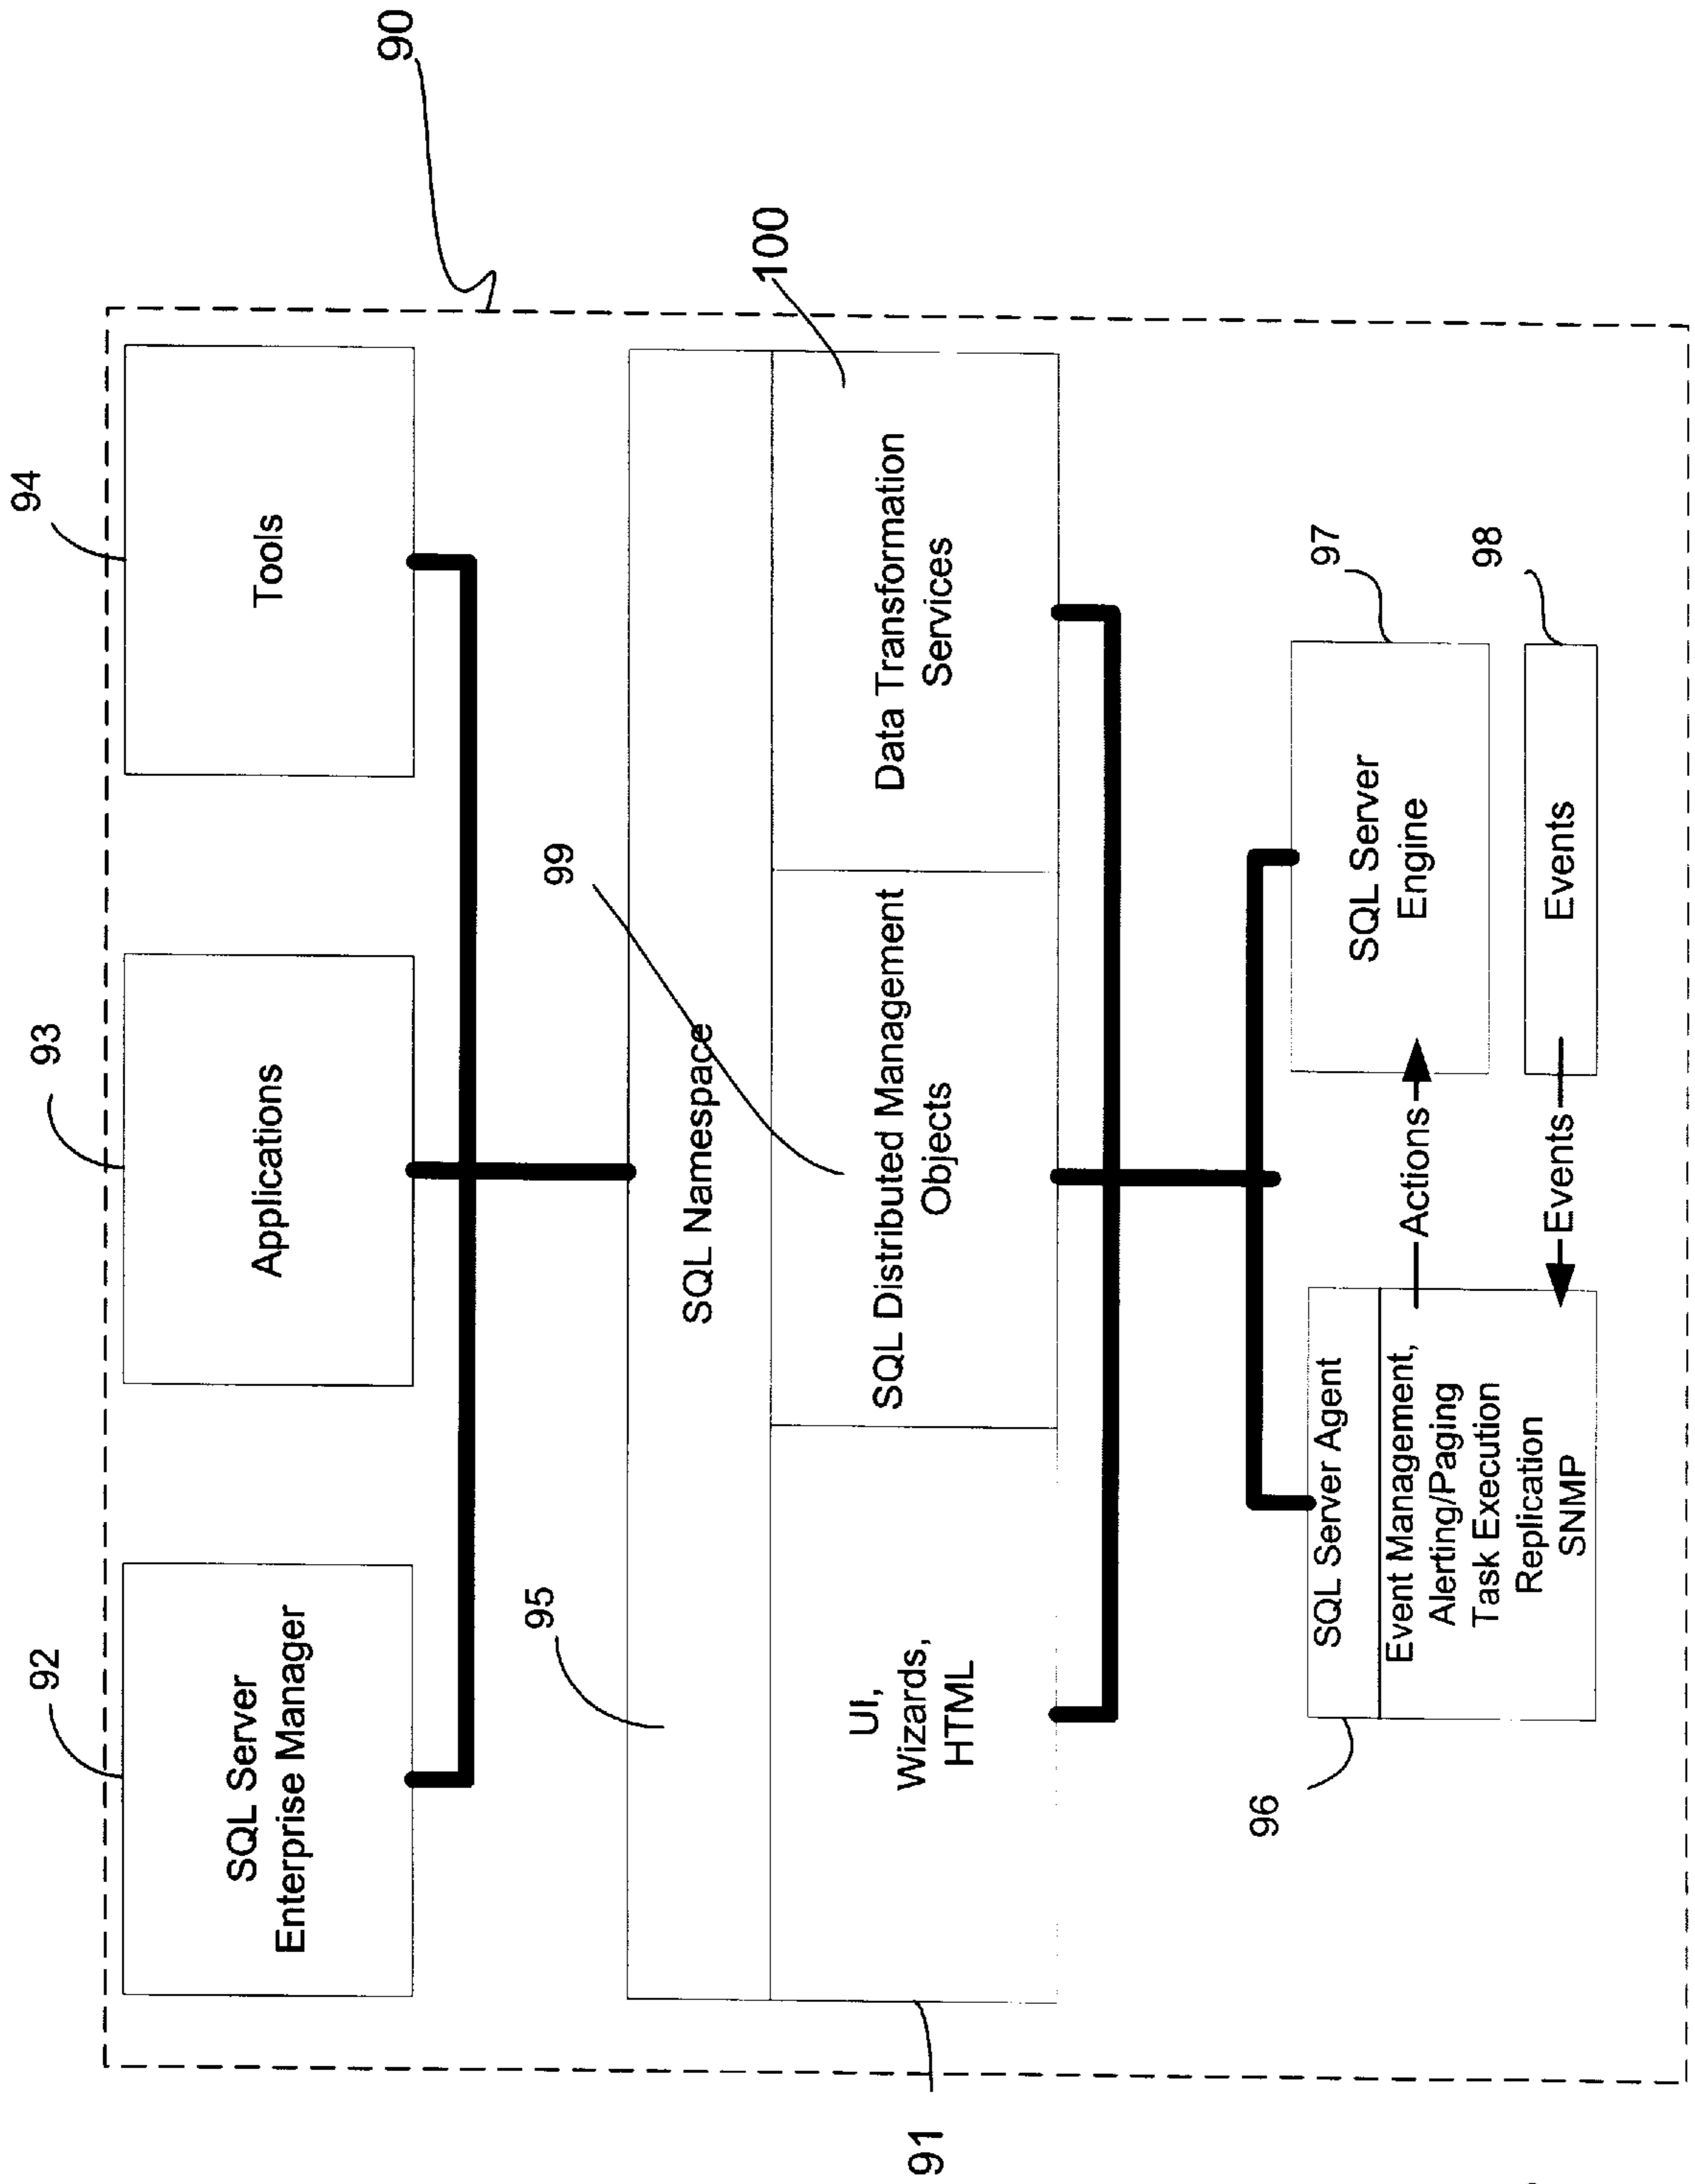 90
92
93
94
SQL Server
Enterprise Manager
Applications
Tools
95
99
100
SQL Namespace
UI,
Wizards,
HTML
SQL Distributed Management
Objects
Data Transformation
Services
91
96
SQL Server Agent
Event Management,
Alerting/Paging
Task Execution
Replication
SNMP
Actions
Events
97
SQL Server
Engine
98
Events